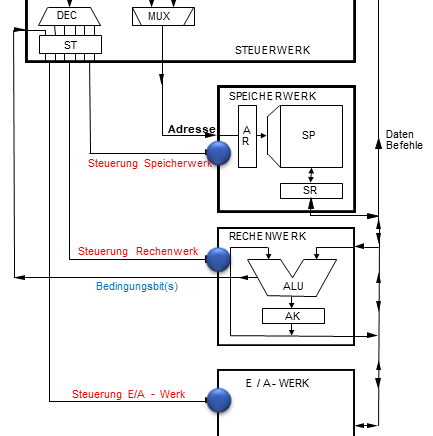 DEC
MUX
ST
STEUERWERK
SPEICHERWERK
Adresse
A
R
SP
Daten
Befehle
Steuerung Speicherwerk
SR
RECHENWERK
Steuerung Rechenwerk
Bedingungsbit(s)
ALU
AK
E / A - WERK
Steuerung E/A - Werk